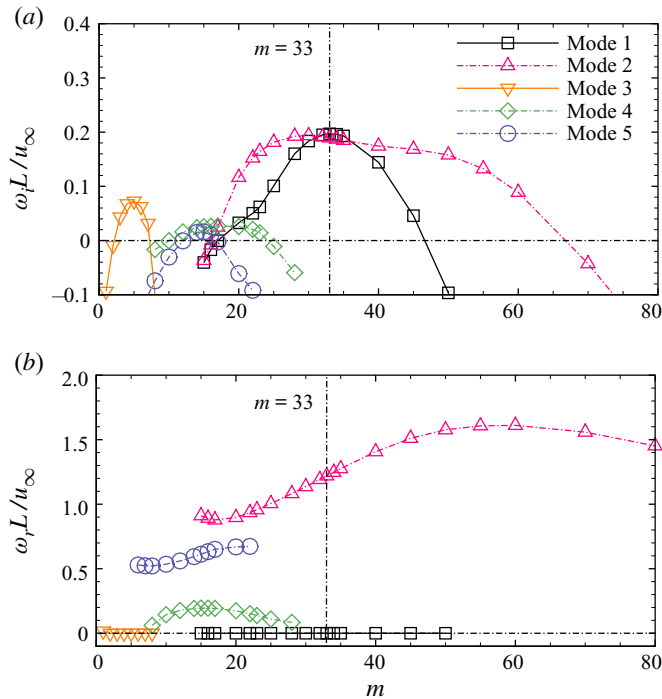 (a)
0.4
0.3
0.2
0.1
0
−0.1
ωiL/u∞
m = 33
Mode 1
Mode 2
Mode 3
Mode 4
Mode 5
0 20 40 60 80
(b)
2.0
1.5
1.0
0.5
0
ωrL/u∞
m = 33
0 20 40 60 80
m